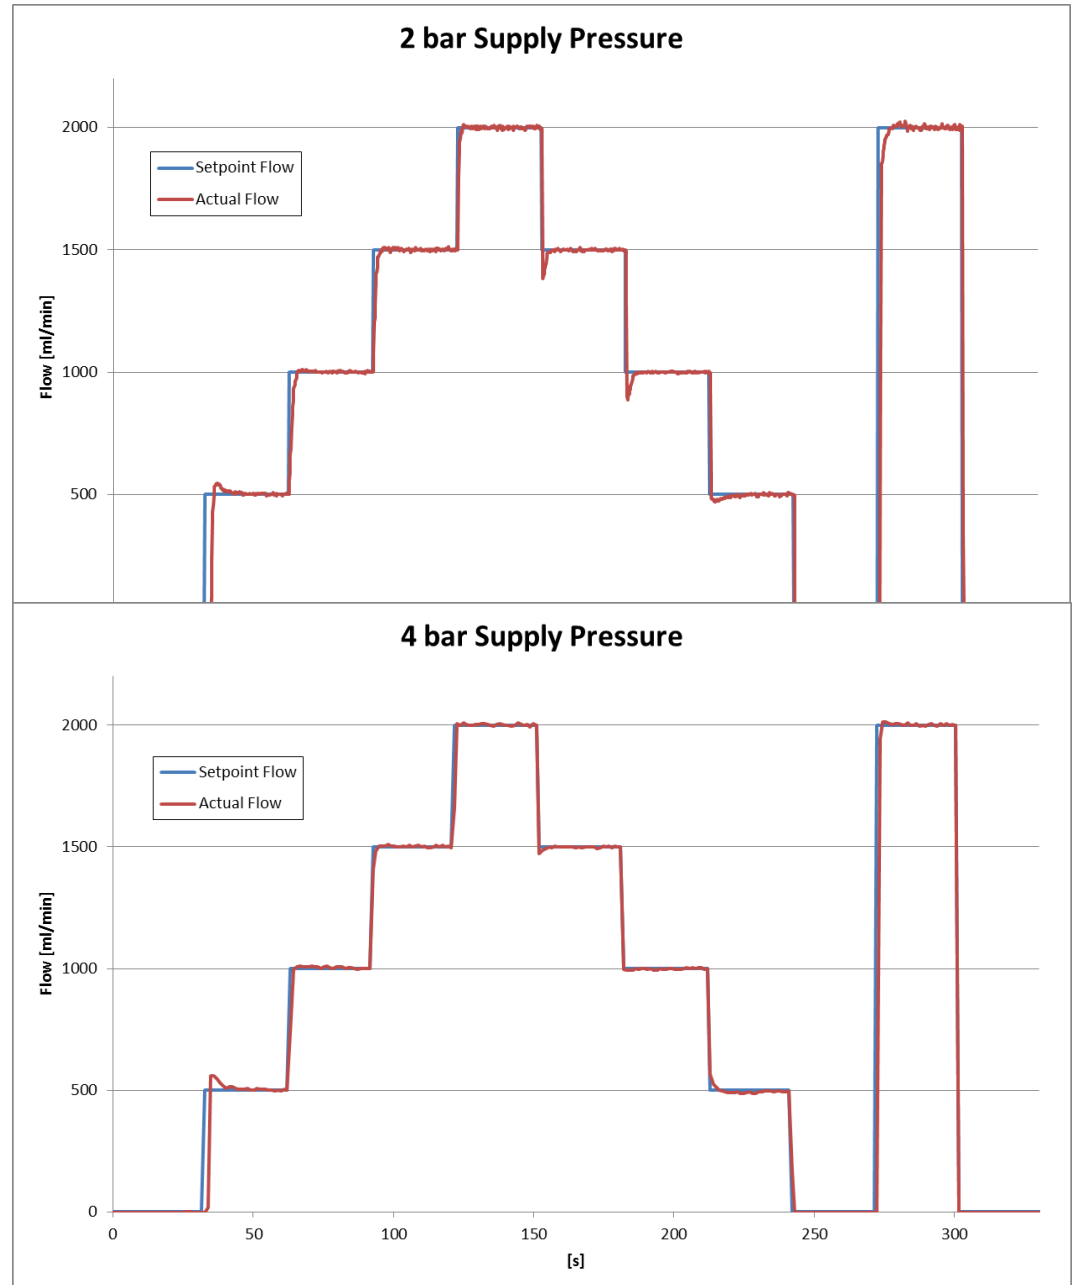 2 bar Supply Pressure
2000
Setpoint Flow
Actual Flow
1500
Flow [ml/min]
1000
500
4 bar Supply Pressure
2000
Setpoint Flow
Actual Flow
1500
Flow [ml/min]
1000
500
0
0 50 100 150 200 250 300
[s]